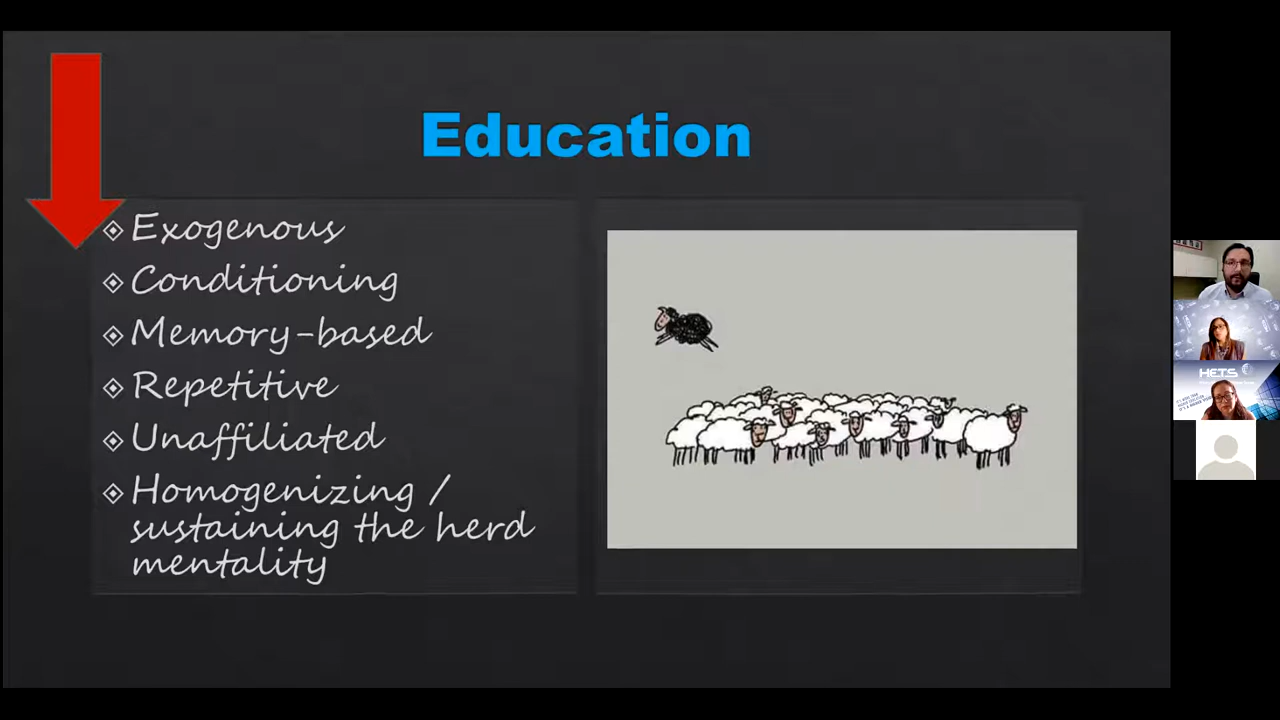 Education
Exogenous
Conditioning
Memory-based
Repetitive
Unaffiliated
Homogenizing /
sustaining the herd
mentality
HETS